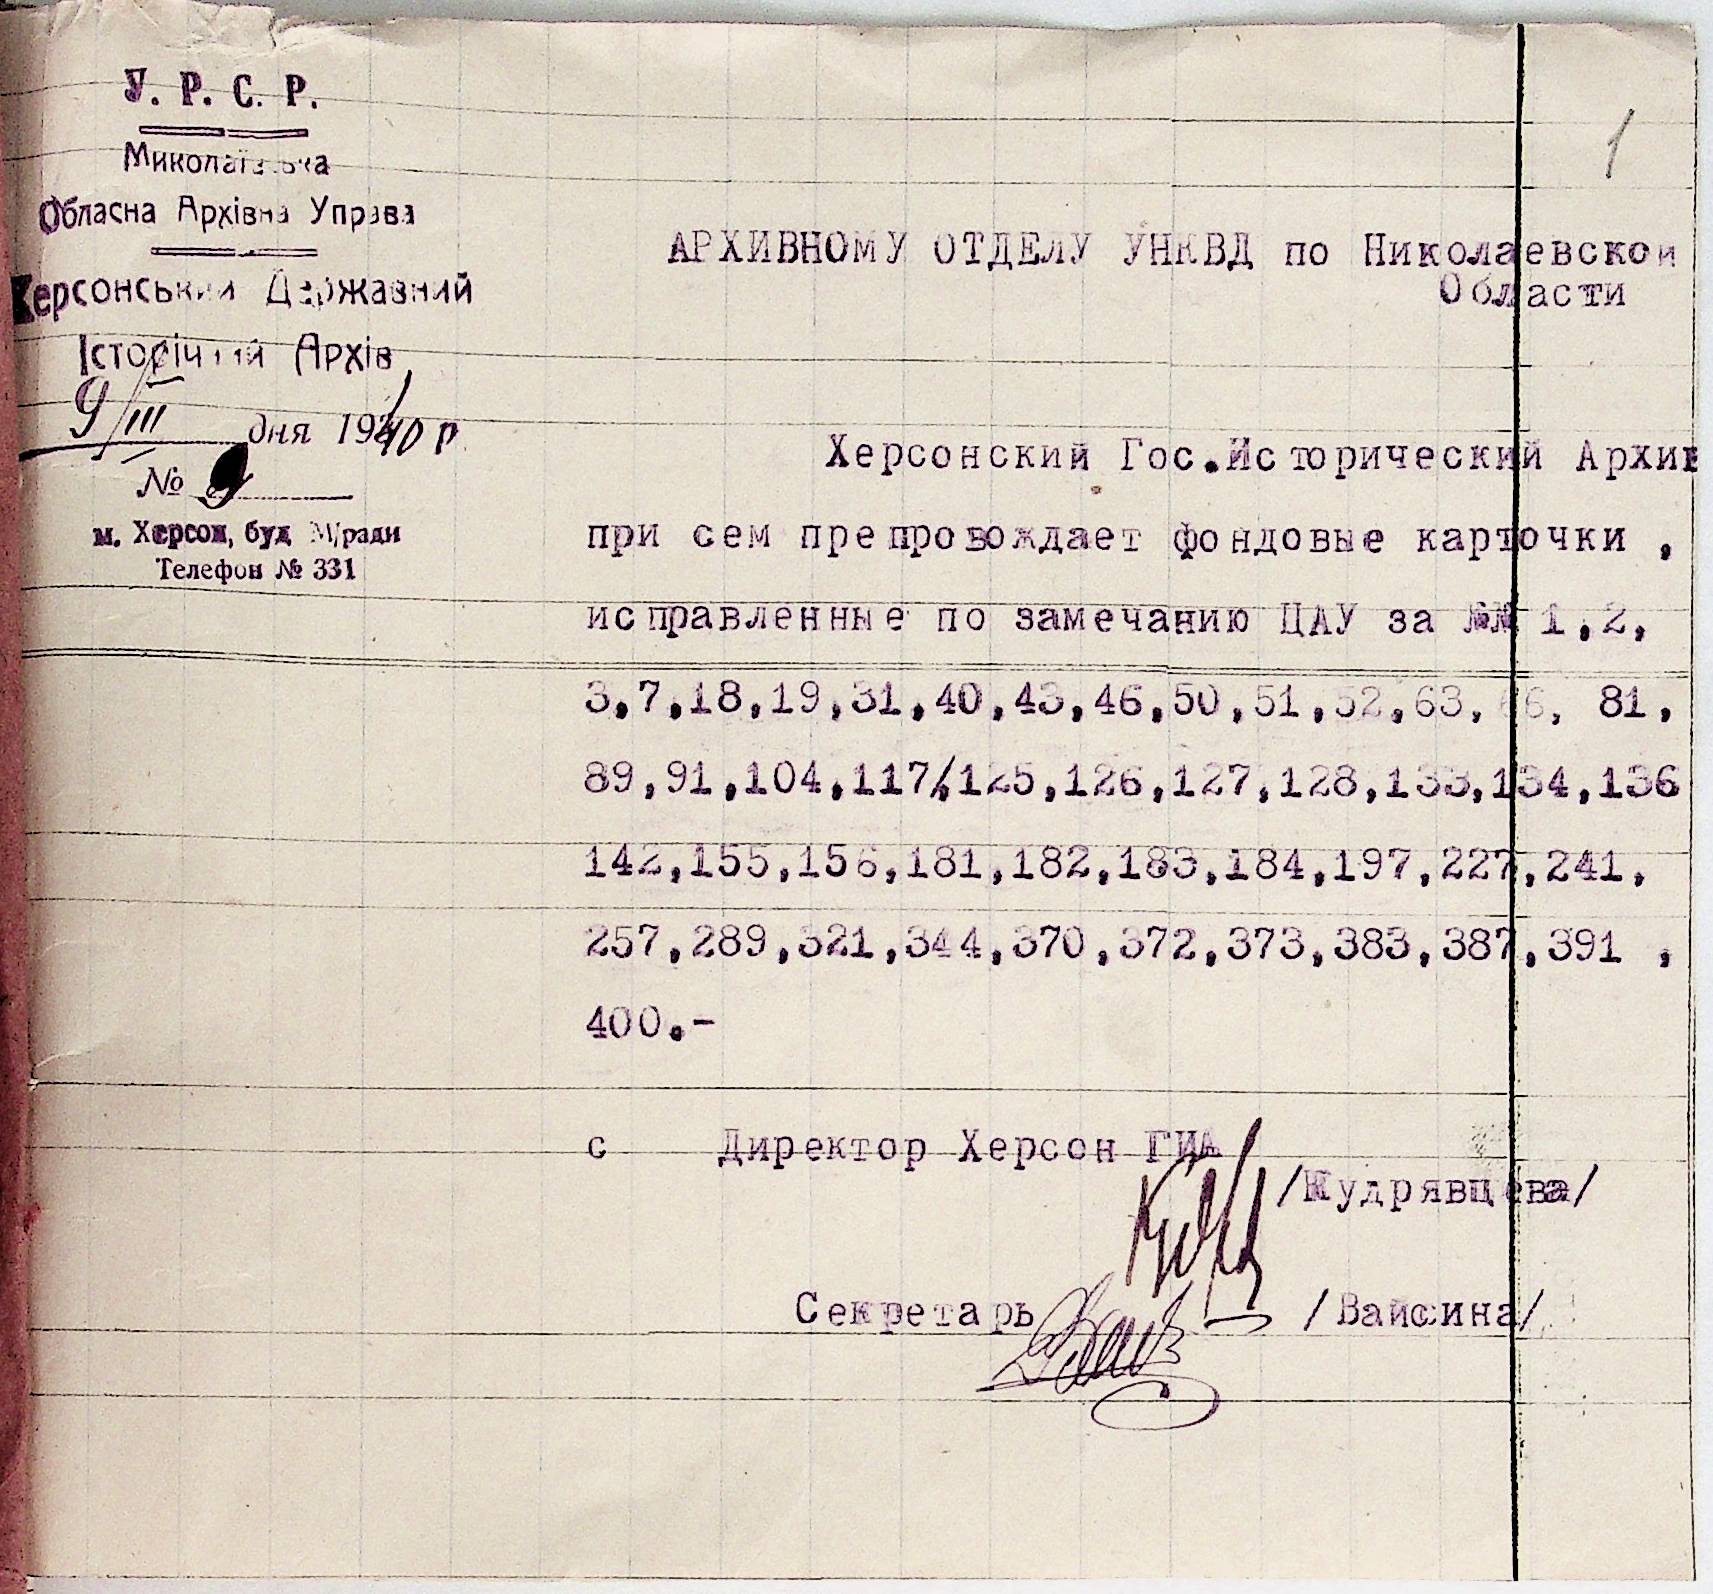 У. Р. С. Р.
Миколаївська
Обласна Архівна Управа
Херсонський Державний
Історічний Архів
9/III дня 1940 р
№ 9
м. Херсон, буд М/ради
Телефон № 331
1
АРХИВНОМУ ОТДЕЛУ УНКВД по Николаевской
Области
Херсонский Гос.Исторический Архив
при сем препровождает фондовые карточки ,
исправленные по замечанию ЦАУ за №№ 1,2,
3,7,18,19,31,40,43,46,50,51,52,63, 66, 81,
89,91,104,117,125,126,127,128,133,134,136
142,155,156,181,182,183,184,197,227,241,
257,289,321,344,370,372,373,383,387,391 ,
400.-
с Директор Херсон ГИА
/Кудрявцева/
Секретарь /Вайсина/